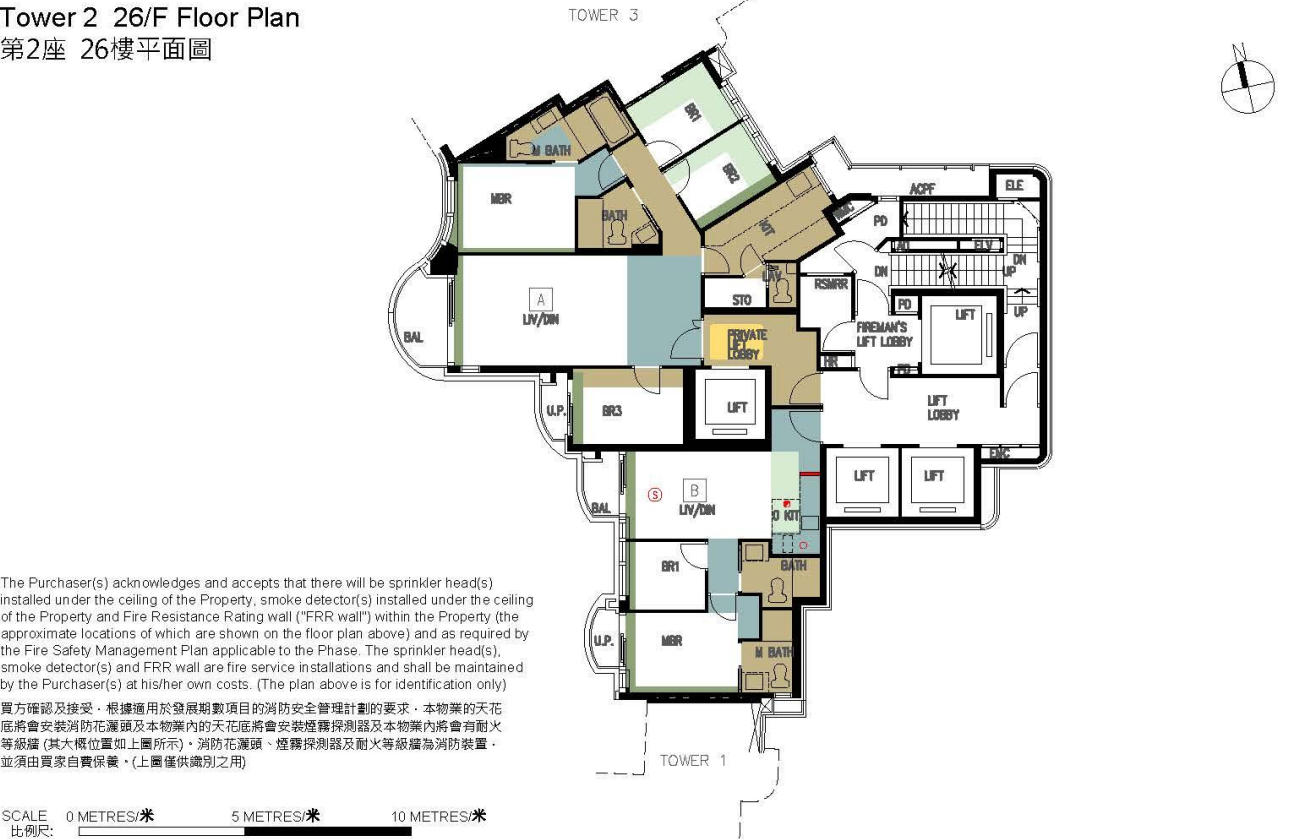 Tower 2 26/F Floor Plan
第2座 26樓平面圖
TOWER 3
N
BR1
BR2
M BATH
MBR
BATH
KIT
ACPF
ELE
WMC
PD
AD
ELV
DN
DN
UP
UP
A
LIV/DIN
LAV
STO
RSMRR
PD
LIFT
BAL
PRIVATE
LIFT
LOBBY
FIREMAN'S
LIFT LOBBY
HR
PD
U.P.
BR3
LIFT
LIFT
LOBBY
EMC
BAL
S
B
LIV/DIN
O KIT
LIFT
LIFT
BR1
BATH
U.P.
MBR
M BATH
TOWER 1
The Purchaser(s) acknowledges and accepts that there will be sprinkler head(s)
installed under the ceiling of the Property, smoke detector(s) installed under the ceiling
of the Property and Fire Resistance Rating wall ("FRR wall") within the Property (the
approximate locations of which are shown on the floor plan above) and as required by
the Fire Safety Management Plan applicable to the Phase. The sprinkler head(s),
smoke detector(s) and FRR wall are fire service installations and shall be maintained
by the Purchaser(s) at his/her own costs. (The plan above is for identification only)
買方確認及接受，根據適用於發展期數項目的消防安全管理計劃的要求，本物業的天花
底將會安裝消防花灑頭及本物業內的天花底將會安裝煙霧探測器及本物業內將會有耐火
等級牆 (其大概位置如上圖所示)。消防花灑頭、煙霧探測器及耐火等級牆為消防裝置，
並須由買家自費保養。(上圖僅供識別之用)
SCALE 0 METRES/米 5 METRES/米 10 METRES/米
比例尺: